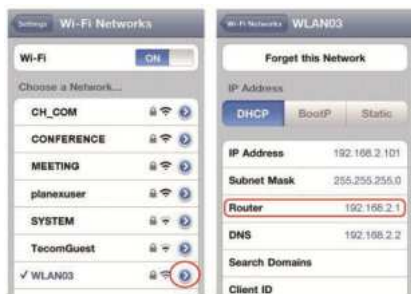 Settings
Wi-Fi Networks
Wi-Fi
ON
Choose a Network...
CH_COM
CONFERENCE
MEETING
planexuser
SYSTEM
TecomGuest
✓ WLAN03
Wi-Fi Networks
WLAN03
Forget this Network
IP Address
DHCP BootP Static
IP Address 192.168.2.101
Subnet Mask 255.255.255.0
Router 192.168.2.1
DNS 192.168.2.2
Search Domains
Client ID